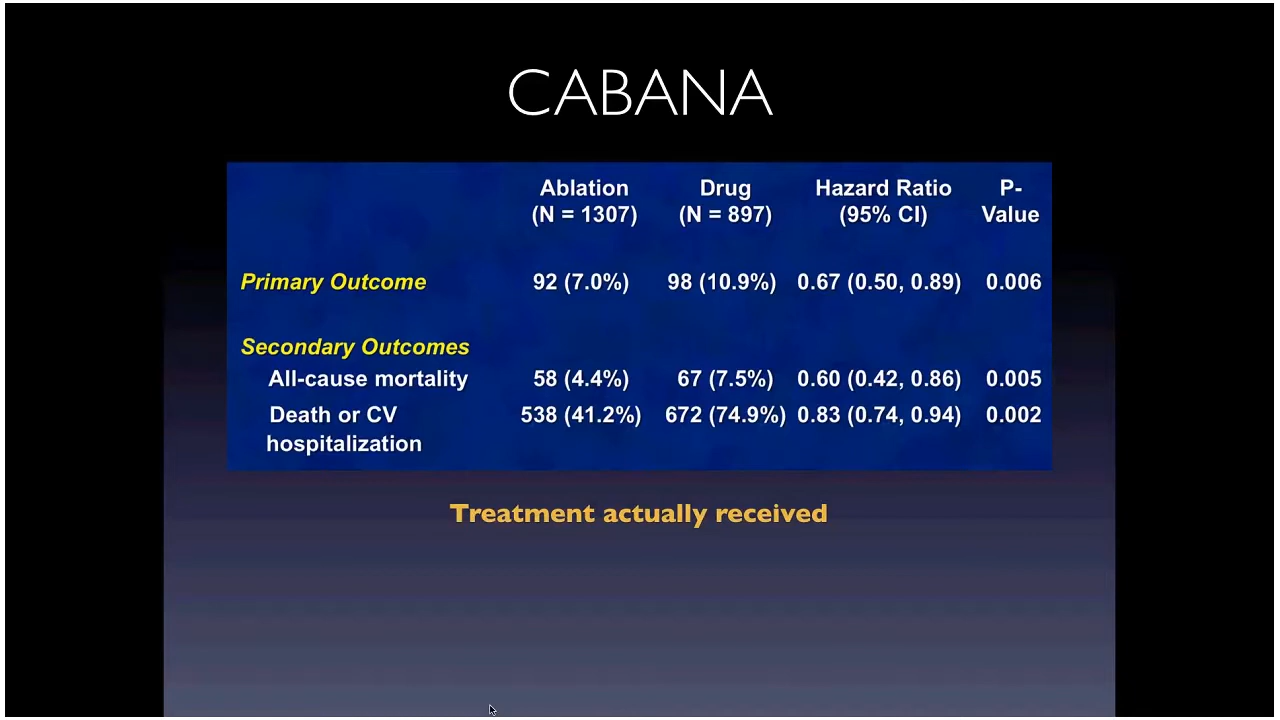 CABANA
Ablation Drug Hazard Ratio P-
(N = 1307) (N = 897) (95% CI) Value
Primary Outcome 92 (7.0%) 98 (10.9%) 0.67 (0.50, 0.89) 0.006
Secondary Outcomes
All-cause mortality 58 (4.4%) 67 (7.5%) 0.60 (0.42, 0.86) 0.005
Death or CV 538 (41.2%) 672 (74.9%) 0.83 (0.74, 0.94) 0.002
hospitalization
Treatment actually received